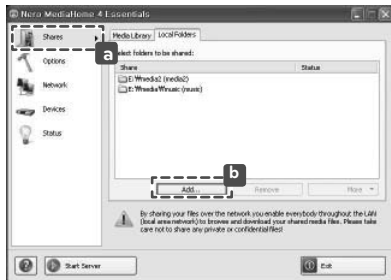 Nero MediaHome 4 Essentials
Shares
a
Options
Network
Devices
Status
Media Library
Local Folders
Select folders to be shared:
Share Status
E:\media2 (media2)
E:\media\music (music)
b
Add... Remove More
By sharing your files over the network you enable everybody throughout the LAN
(local area network) to browse and download your shared media files. Please take
care not to share any private or confidential files!
Start Server
Exit